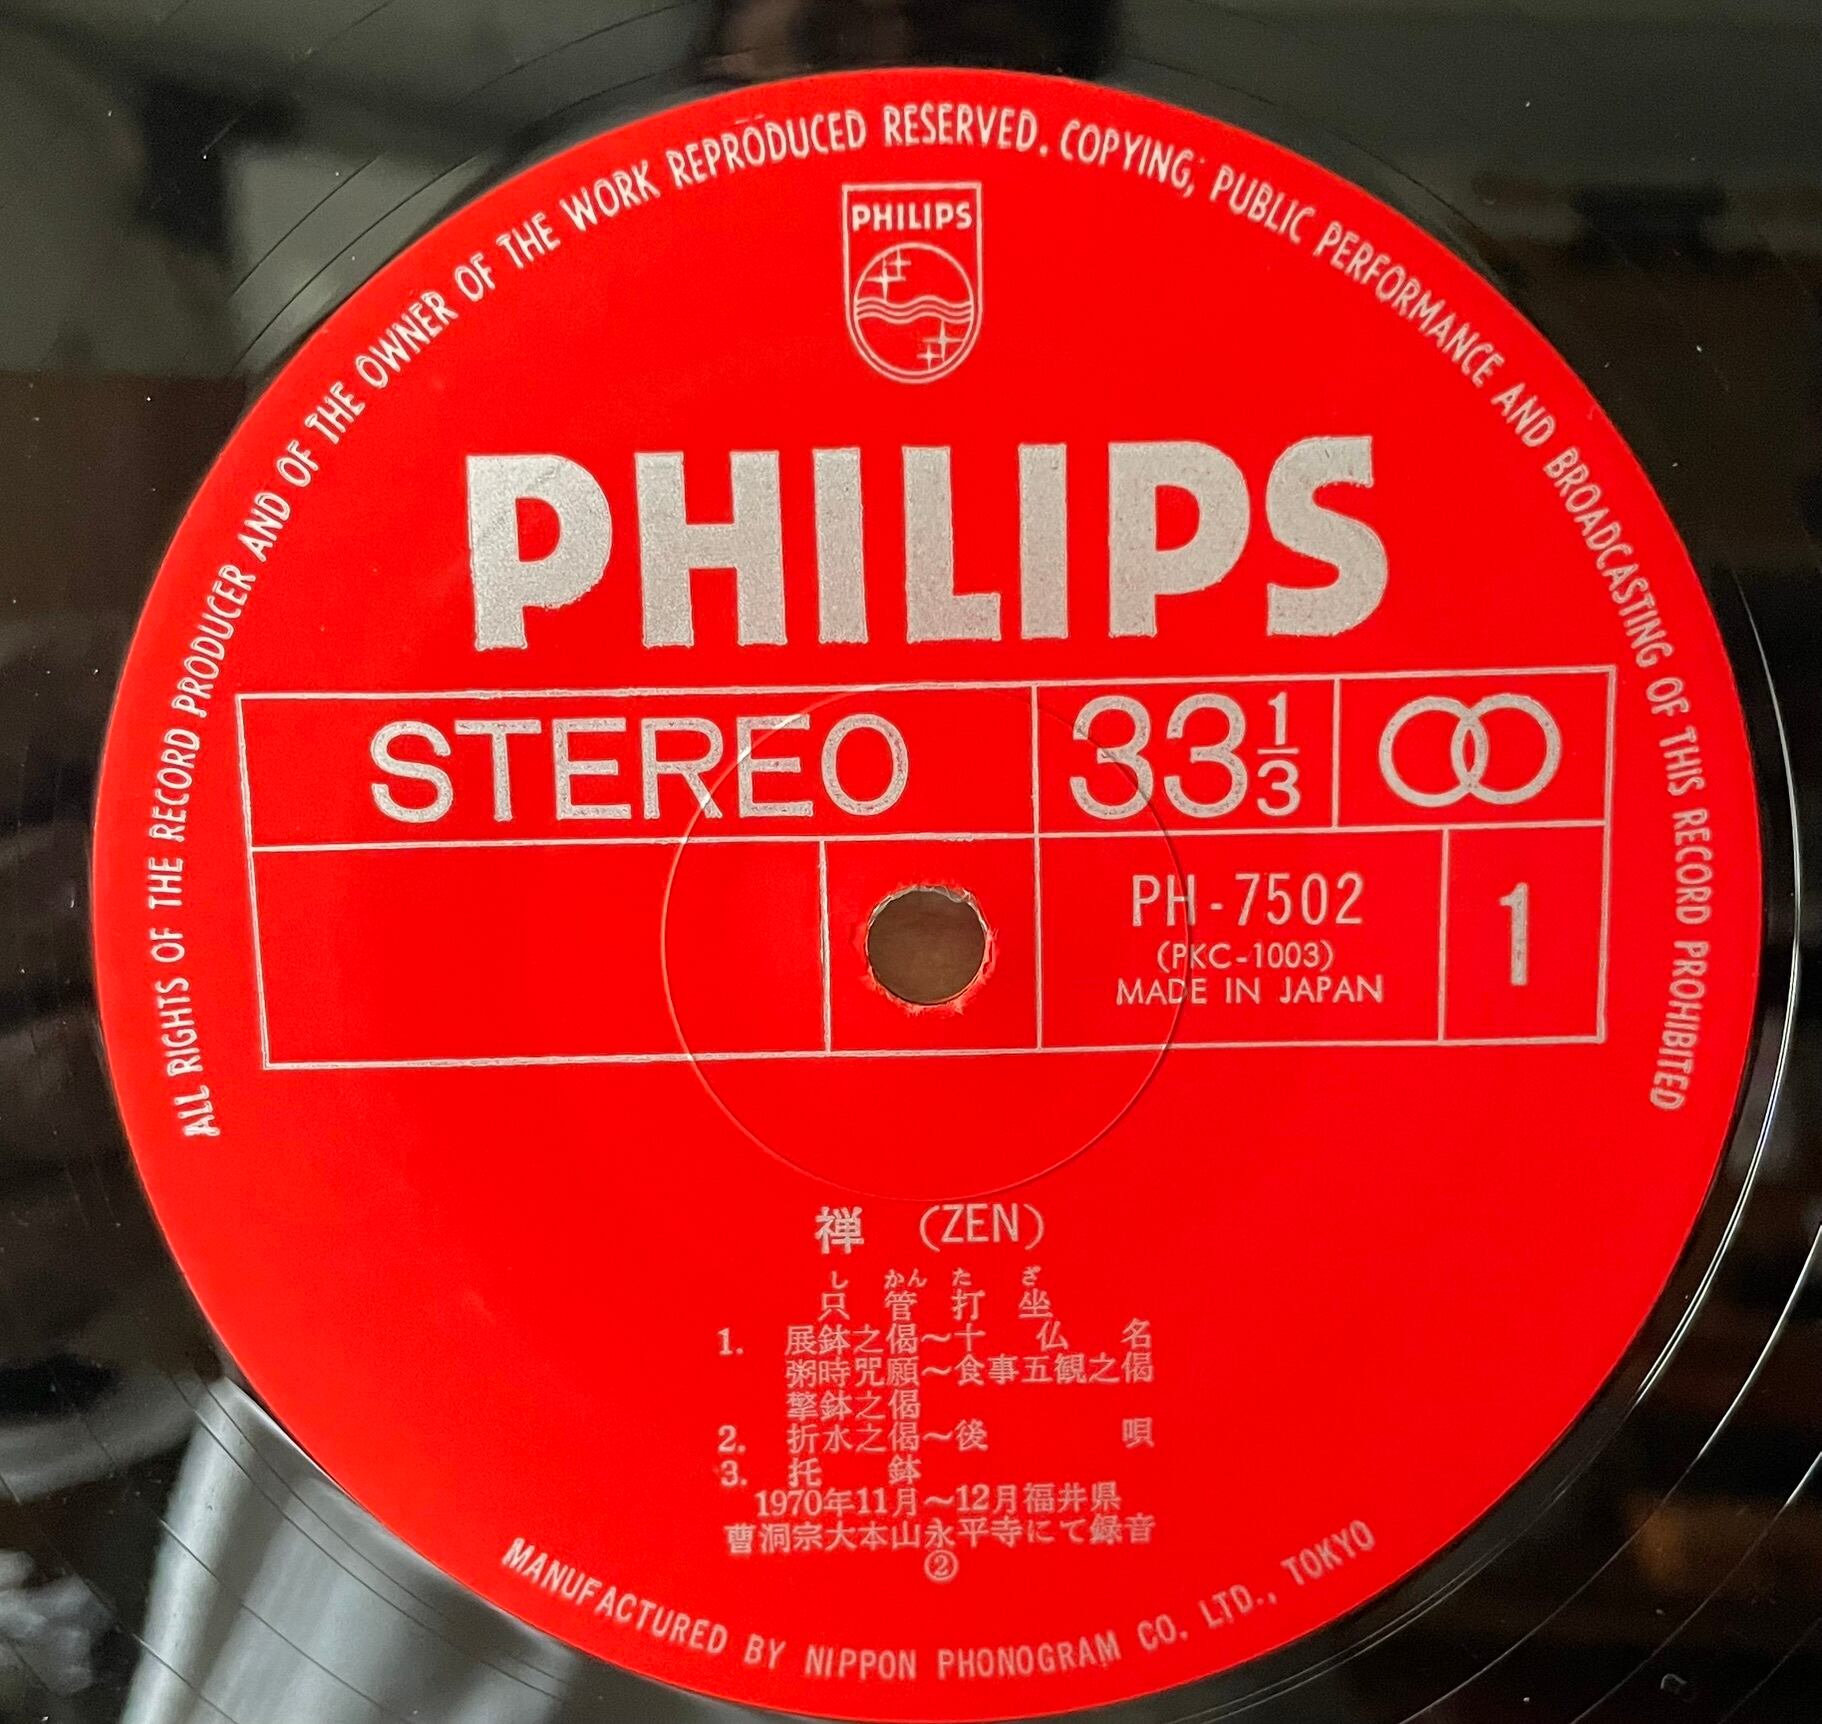 ALL RIGHTS OF THE RECORD PRODUCER AND OF THE OWNER OF THE WORK REPRODUCED RESERVED. COPYING, PUBLIC PERFORMANCE AND BROADCASTING OF THIS RECORD PROHIBITED
PHILIPS
PHILIPS
STEREO 33 1/3
PH-7502
(PKC-1003)
MADE IN JAPAN
1
禅 (ZEN)
しかんたざ
只管打坐
1. 展鉢之偈～十仏名
粥時咒願～食事五観之偈
擎鉢之偈
2. 折水之偈～後唄
3. 托鉢
1970年11月～12月福井県
曹洞宗大本山永平寺にて録音
②
MANUFACTURED BY NIPPON PHONOGRAM CO. LTD., TOKYO